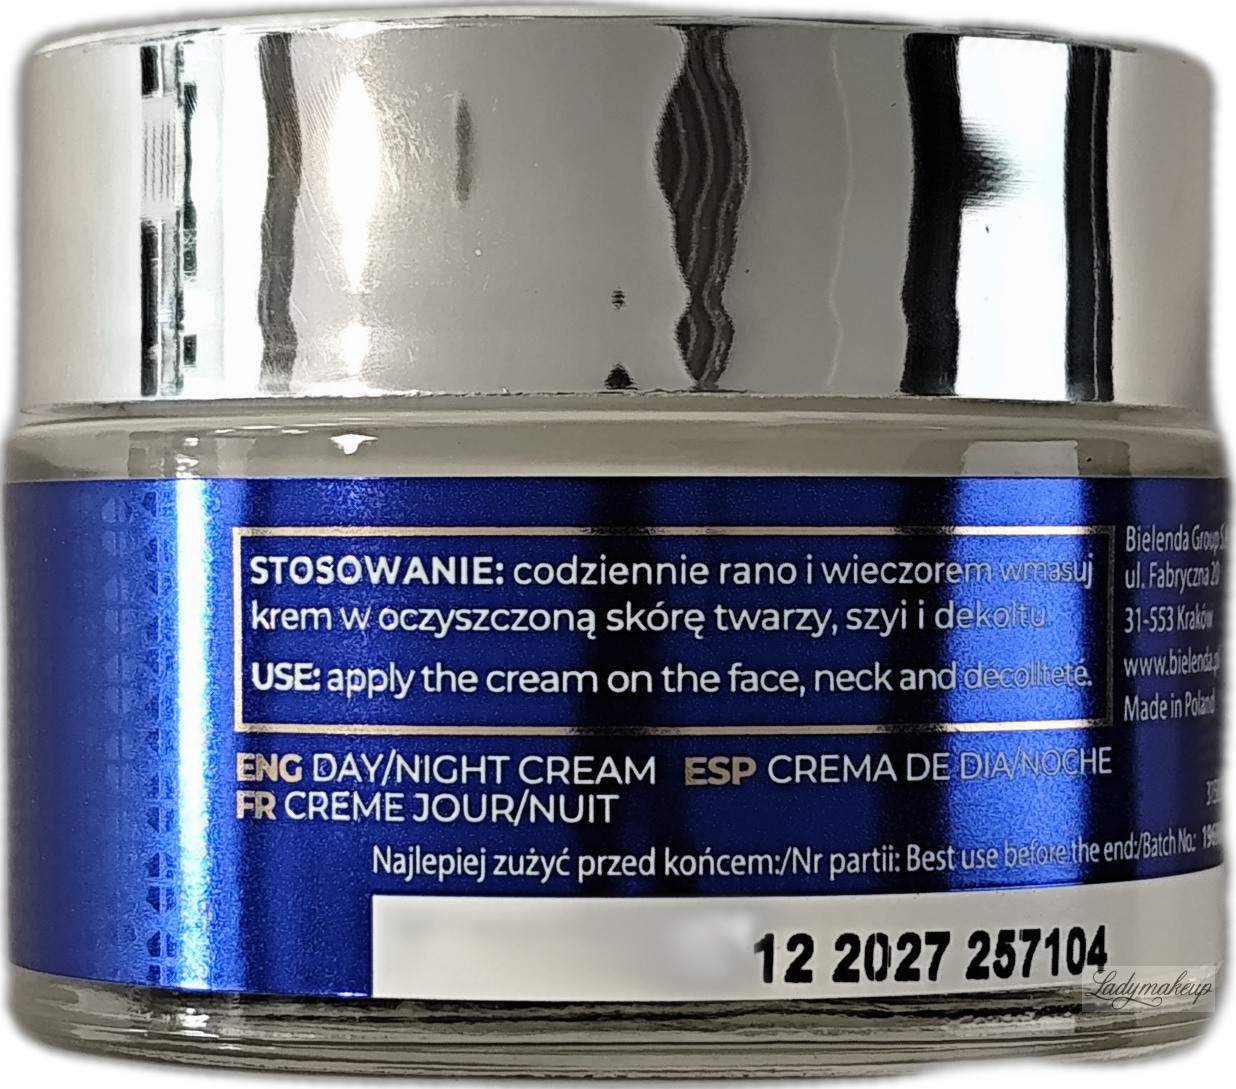 STOSOWANIE: codziennie rano i wieczorem wmasuj
krem w oczyszczoną skórę twarzy, szyi i dekoltu.
USE: apply the cream on the face, neck and décolleté.
ENG DAY/NIGHT CREAM ESP CREMA DE DIA/NOCHE
FR CREME JOUR/NUIT
Najlepiej zużyć przed końcem:/Nr partii: Best use before the end:/Batch No.:
12 2027 257104
Bielenda Group
ul. Fabryczna 20
31-553 Kraków
www.bielenda.pl
Made in Poland
Ladymakeup